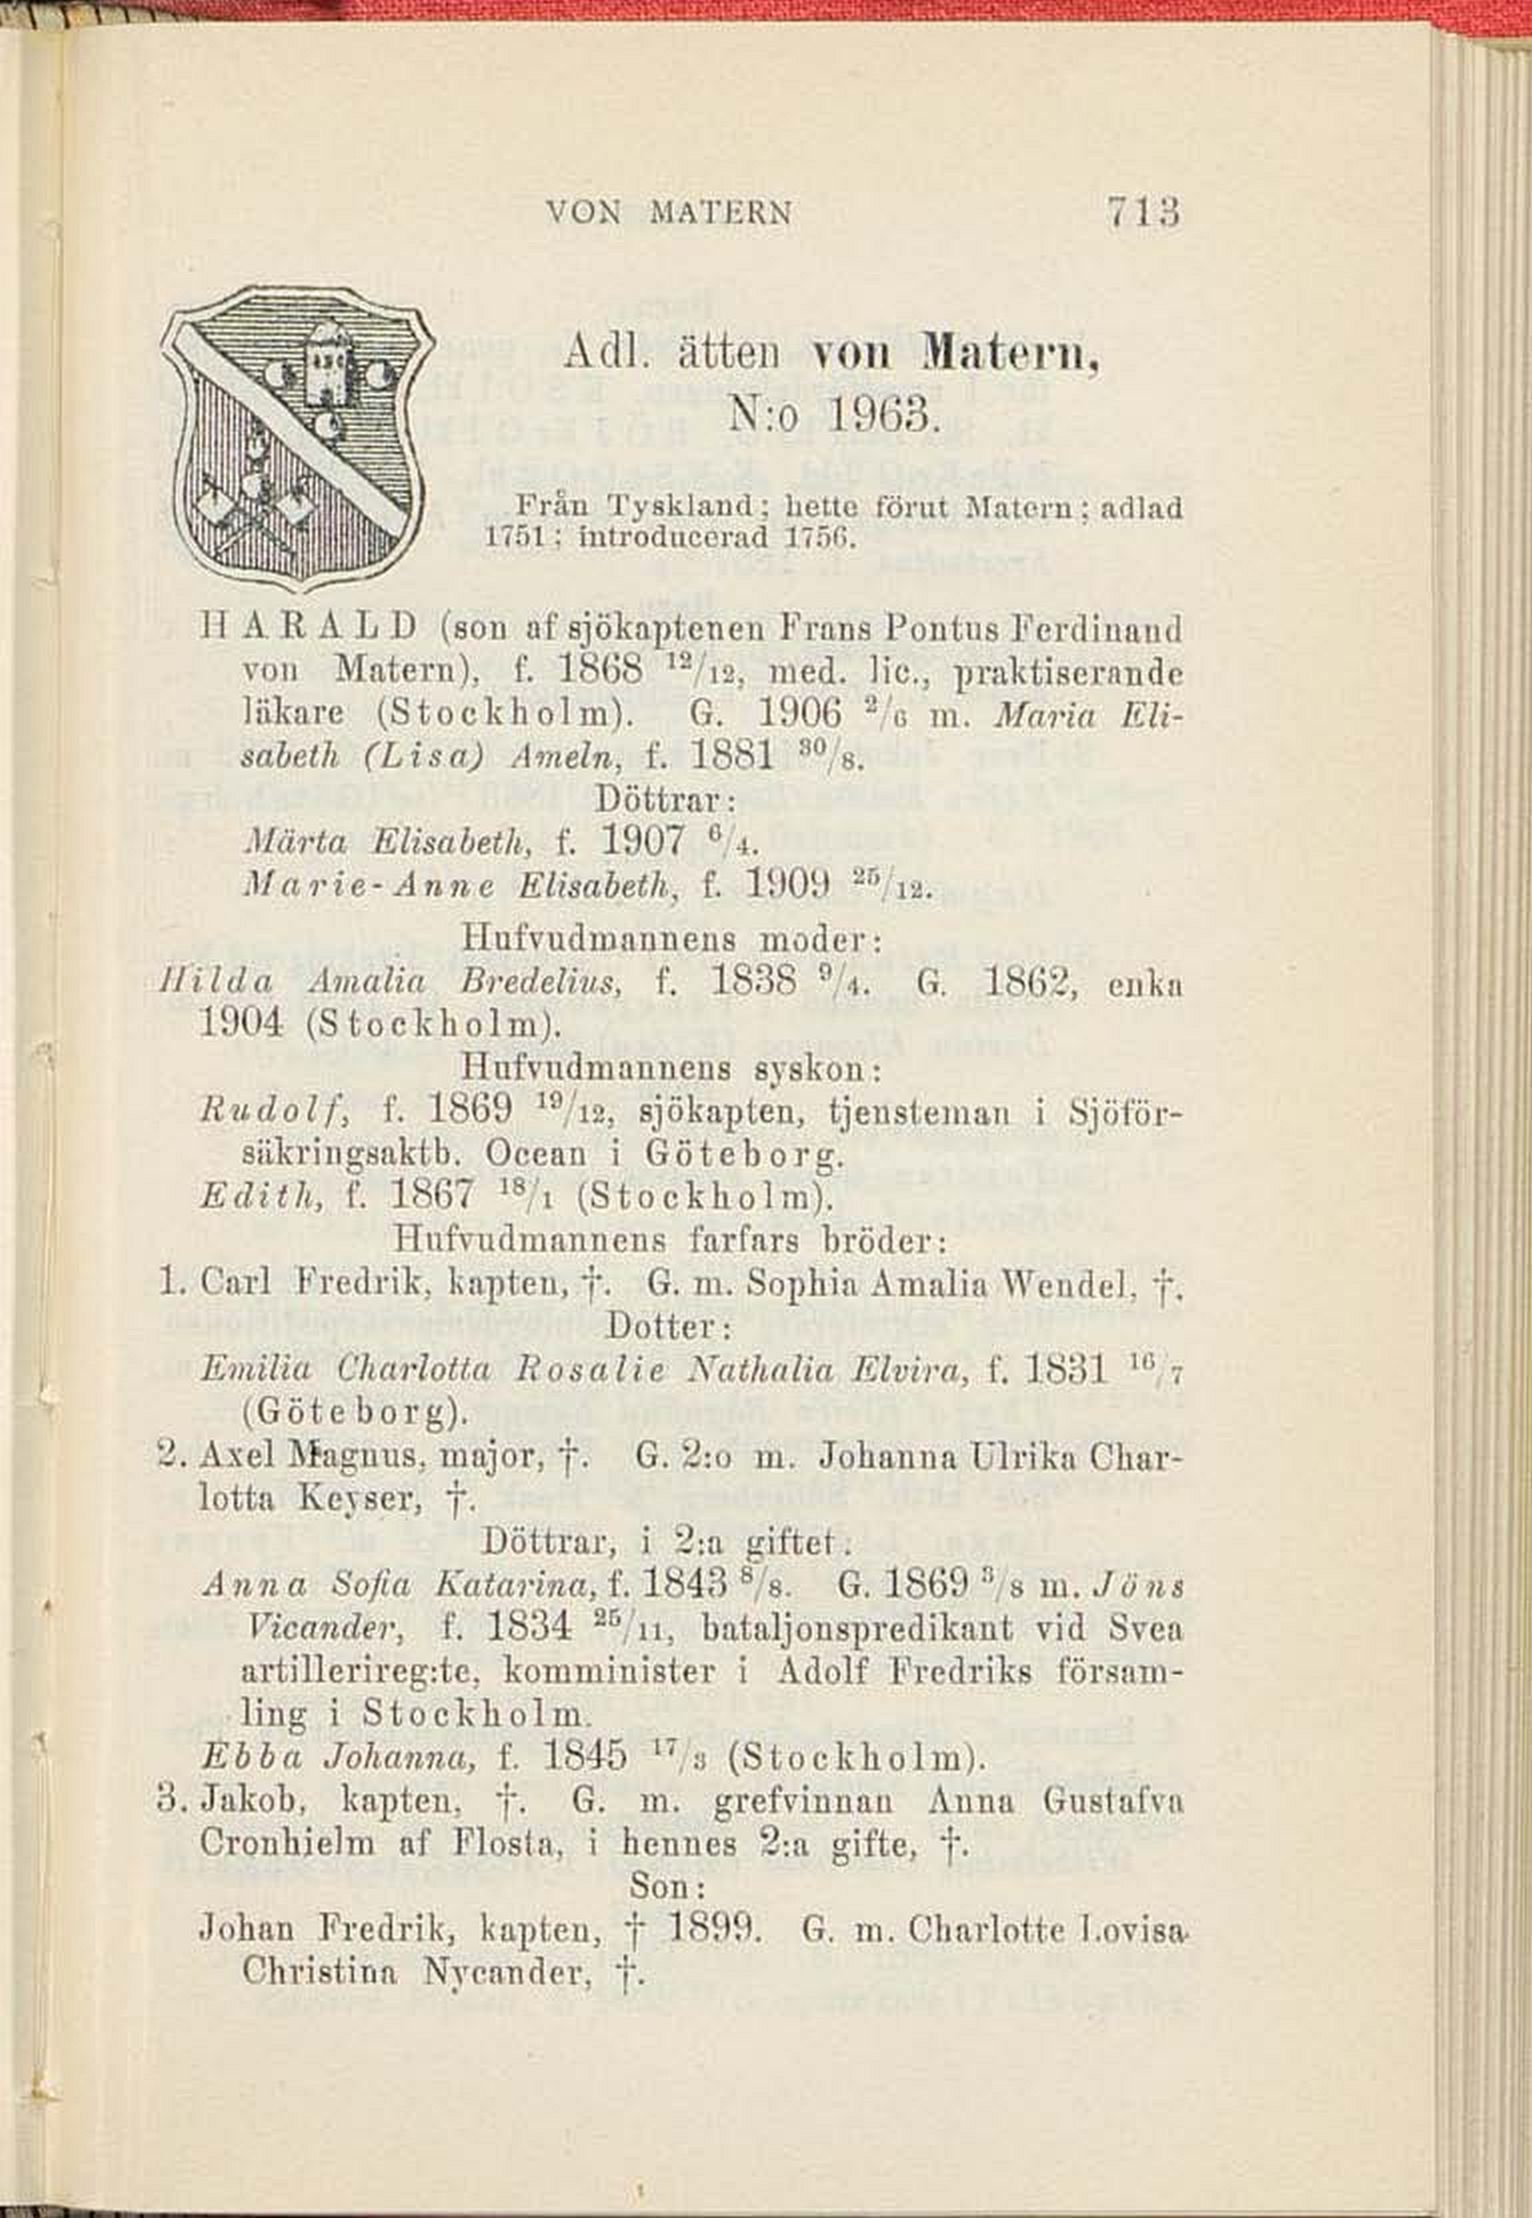 VON MATERN 713
Adl. ätten von Matern,
N:o 1963.
Från Tyskland; hette förut Matern; adlad
1751; introducerad 1756.
HARALD (son af sjökaptenen Frans Pontus Ferdinand
von Matern), f. 1868 12/12, med. lic., praktiserande
läkare (Stockholm). G. 1906 2/6 m. Maria Eli-
sabeth (Lisa) Ameln, f. 1881 30/8.
Döttrar:
Märta Elisabeth, f. 1907 6/4.
Marie-Anne Elisabeth, f. 1909 25/12.
Hufvudmannens moder:
Hilda Amalia Bredelius, f. 1838 9/4. G. 1862, enka
1904 (Stockholm).
Hufvudmannens syskon:
Rudolf, f. 1869 19/12, sjökapten, tjensteman i Sjöför-
säkringsaktb. Ocean i Göteborg.
Edith, f. 1867 18/1 (Stockholm).
Hufvudmannens farfars bröder:
1. Carl Fredrik, kapten, †. G. m. Sophia Amalia Wendel, †.
Dotter:
Emilia Charlotta Rosalie Nathalia Elvira, f. 1831 16/7
(Göteborg).
2. Axel Magnus, major, †. G. 2:o m. Johanna Ulrika Char-
lotta Keyser, †.
Döttrar, i 2:a giftet:
Anna Sofia Katarina, f. 1843 8/8. G. 1869 3/8 m. Jöns
Vicander, f. 1834 25/11, bataljonspredikant vid Svea
artillerireg:te, komminister i Adolf Fredriks försam-
ling i Stockholm.
Ebba Johanna, f. 1845 17/3 (Stockholm).
3. Jakob, kapten, †. G. m. grefvinnan Anna Gustafva
Cronhielm af Flosta, i hennes 2:a gifte, †.
Son:
Johan Fredrik, kapten, † 1899. G. m. Charlotte Lovisa
Christina Nycander, †.